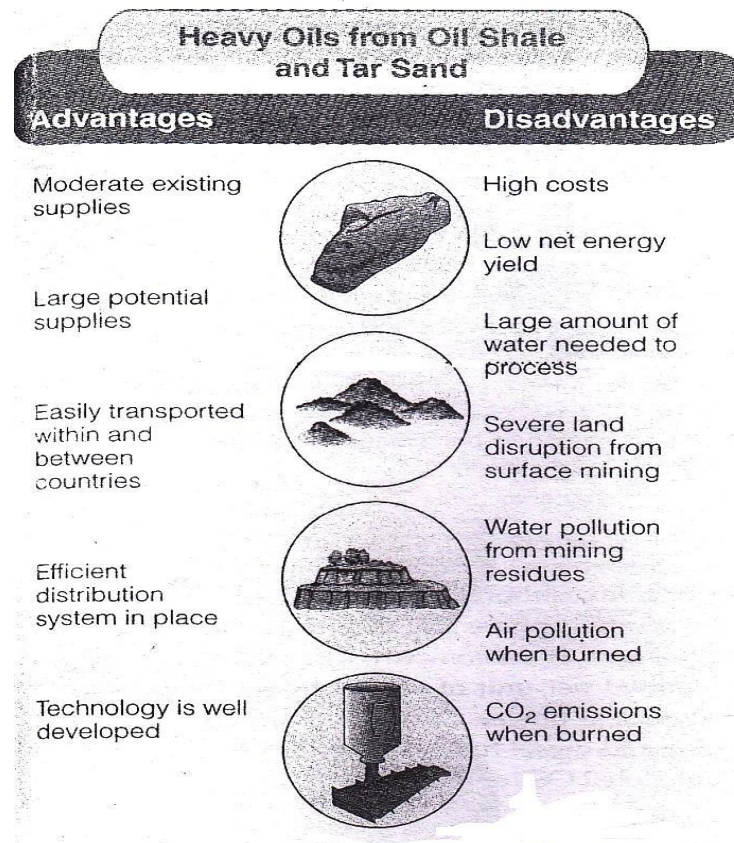 Heavy Oils from Oil Shale
and Tar Sand
Advantages
Disadvantages
Moderate existing
supplies
Large potential
supplies
Easily transported
within and
between
countries
Efficient
distribution
system in place
Technology is well
developed
High costs
Low net energy
yield
Large amount of
water needed to
process
Severe land
disruption from
surface mining
Water pollution
from mining
residues
Air pollution
when burned
CO₂ emissions
when burned